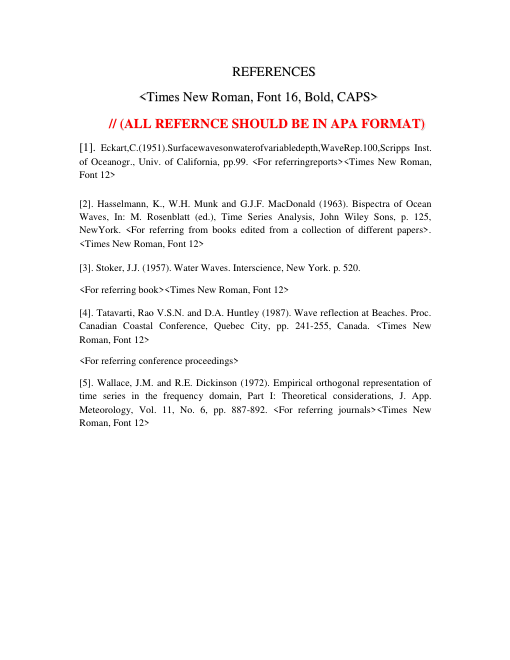 REFERENCES
<Times New Roman, Font 16, Bold, CAPS>
// (ALL REFERNCE SHOULD BE IN APA FORMAT)
[1]. Eckart,C.(1951).Surfacewavesonwaterofvariabledepth,WaveRep.100,Scripps Inst.
of Oceanogr., Univ. of California, pp.99. <For referringreports><Times New Roman,
Font 12>
[2]. Hasselmann, K., W.H. Munk and G.J.F. MacDonald (1963). Bispectra of Ocean
Waves, In: M. Rosenblatt (ed.), Time Series Analysis, John Wiley Sons, p. 125,
NewYork. <For referring from books edited from a collection of different papers>.
<Times New Roman, Font 12>
[3]. Stoker, J.J. (1957). Water Waves. Interscience, New York. p. 520.
<For referring book><Times New Roman, Font 12>
[4]. Tatavarti, Rao V.S.N. and D.A. Huntley (1987). Wave reflection at Beaches. Proc.
Canadian Coastal Conference, Quebec City, pp. 241-255, Canada. <Times New
Roman, Font 12>
<For referring conference proceedings>
[5]. Wallace, J.M. and R.E. Dickinson (1972). Empirical orthogonal representation of
time series in the frequency domain, Part I: Theoretical considerations, J. App.
Meteorology, Vol. 11, No. 6, pp. 887-892. <For referring journals><Times New
Roman, Font 12>